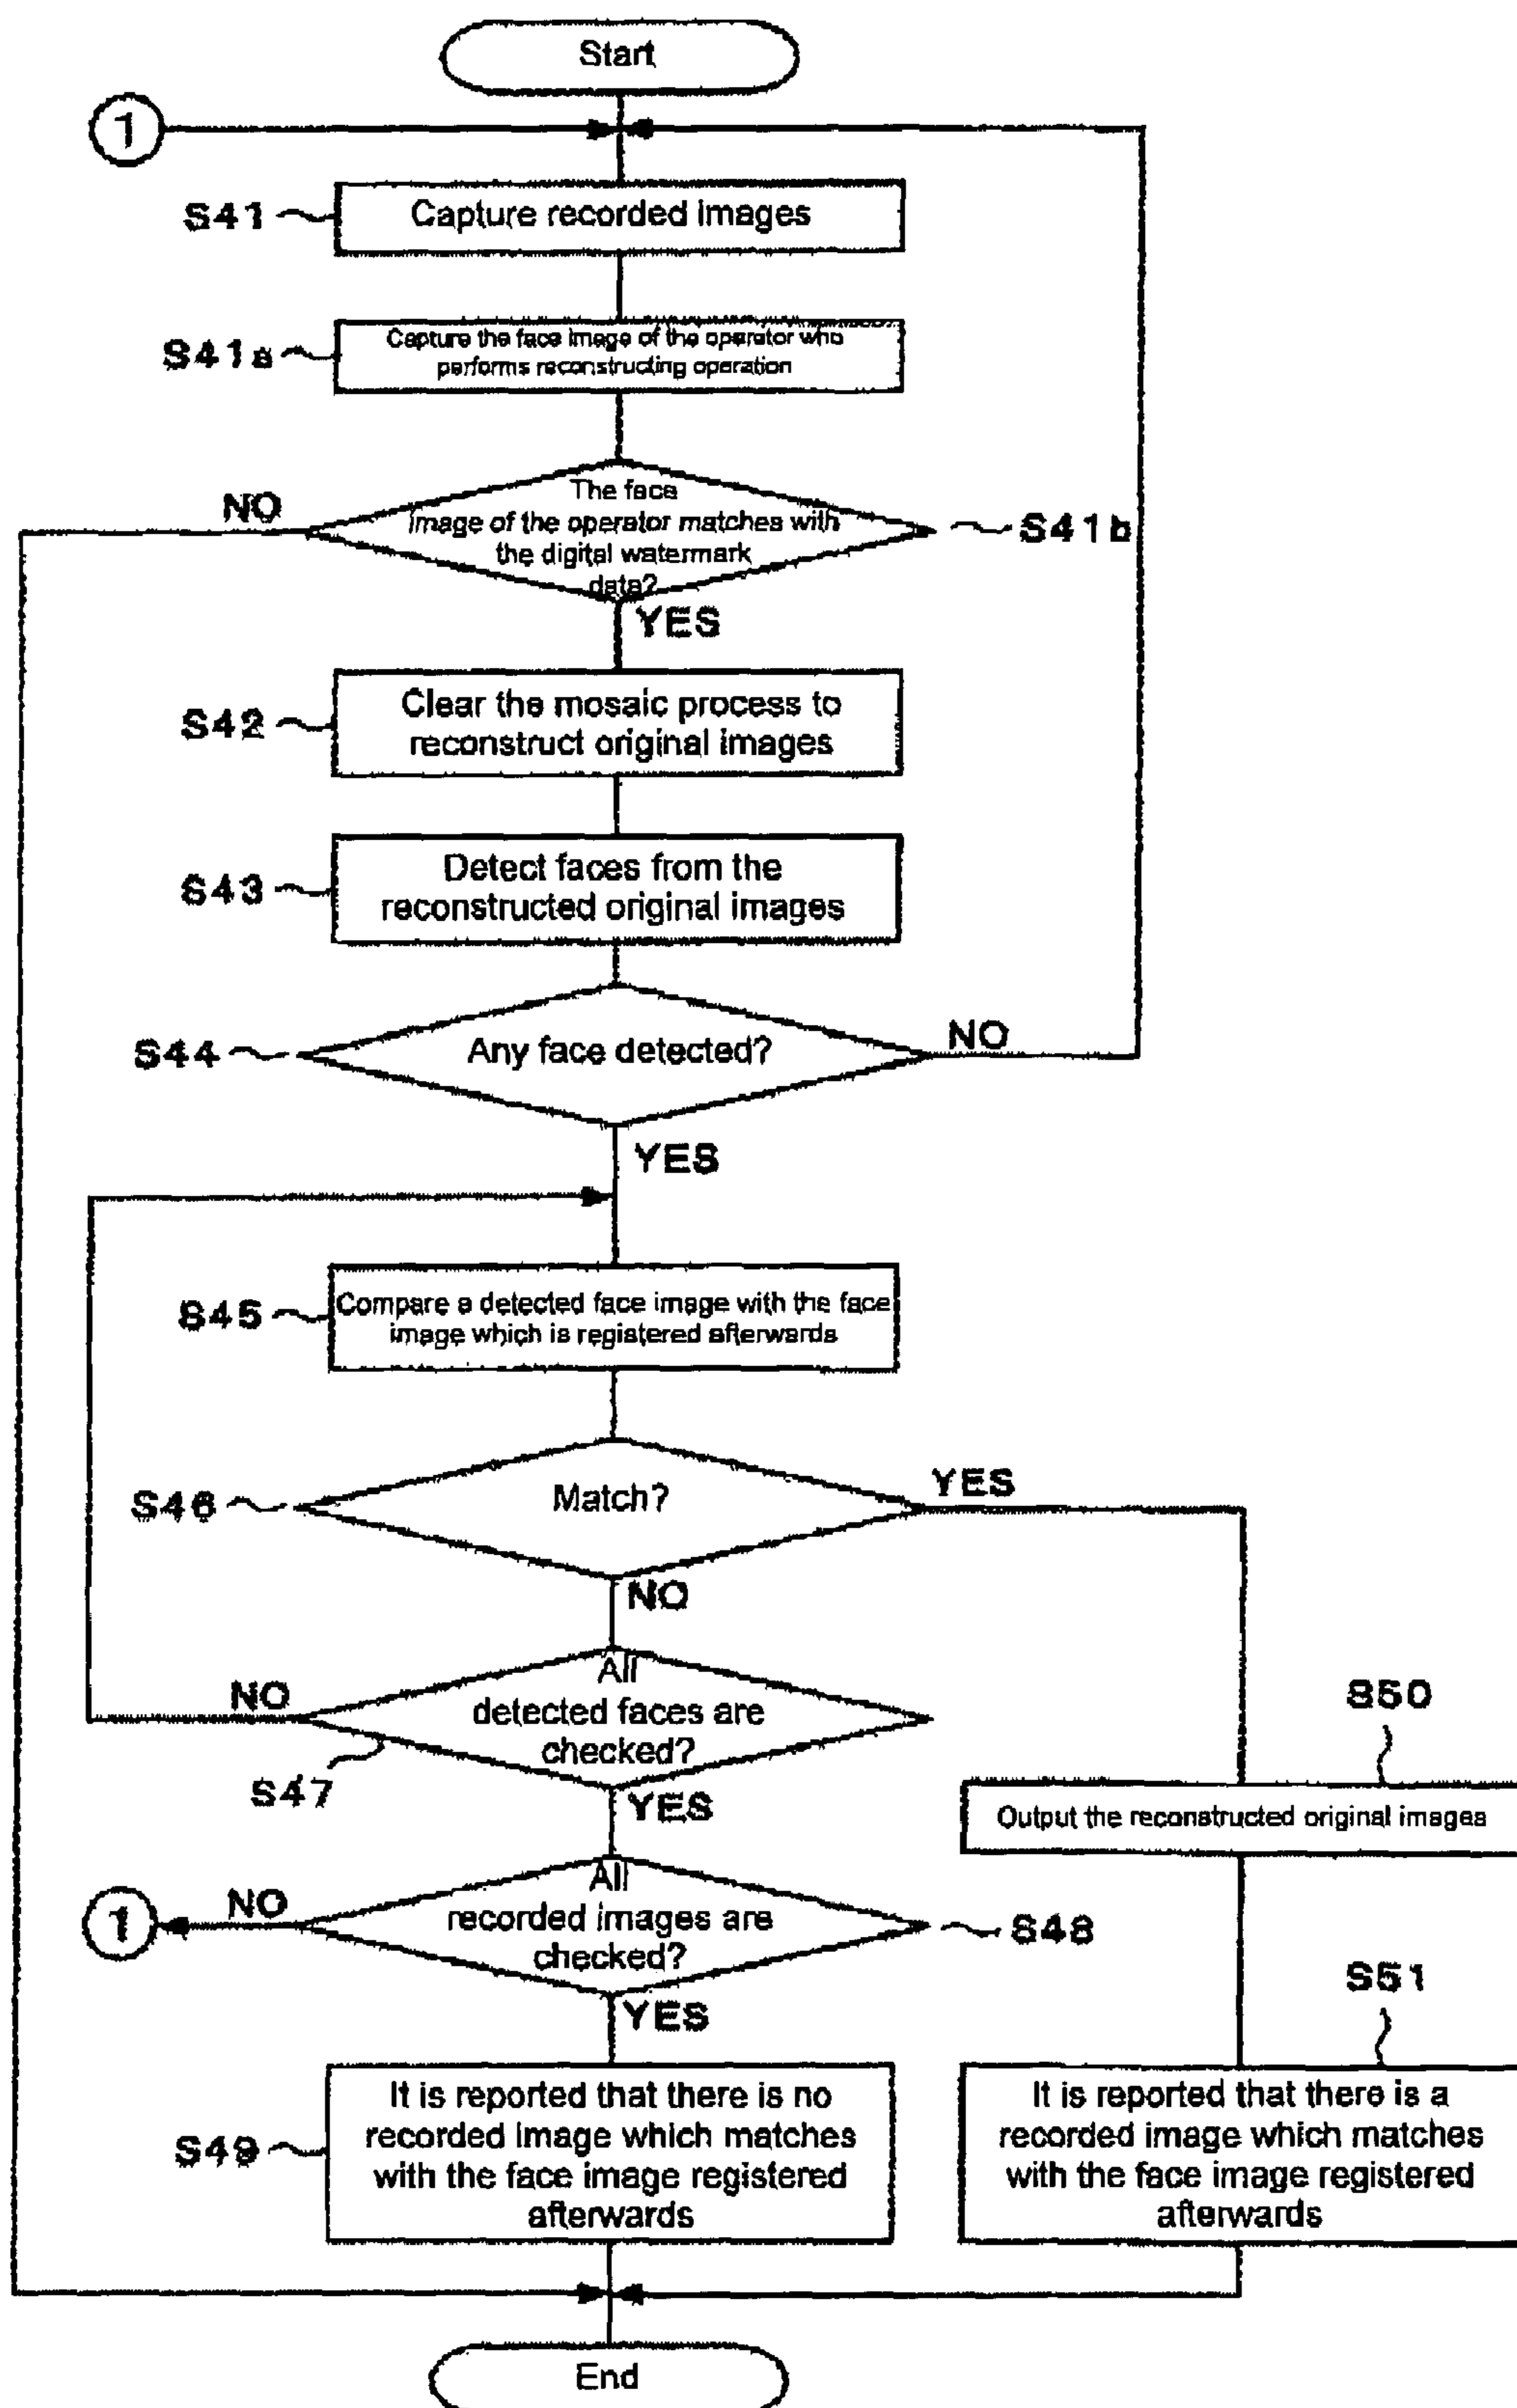 Start
1
S41
Capture recorded images
S41a
Capture the face image of the operator who
performs reconstructing operation
NO
The face
image of the operator matches with
the digital watermark
data?
S41b
YES
S42
Clear the mosaic process to
reconstruct original images
S43
Detect faces from the
reconstructed original images
S44
Any face detected?
NO
YES
S45
Compare a detected face image with the face
image which is registered afterwards
S46
Match?
YES
NO
NO
All
detected faces are
checked?
S47
YES
S50
Output the reconstructed original images
1
NO
All
recorded images are
checked?
S48
YES
S51
S49
It is reported that there is no
recorded image which matches
with the face image registered
afterwards
It is reported that there is a
recorded image which matches
with the face image registered
afterwards
End